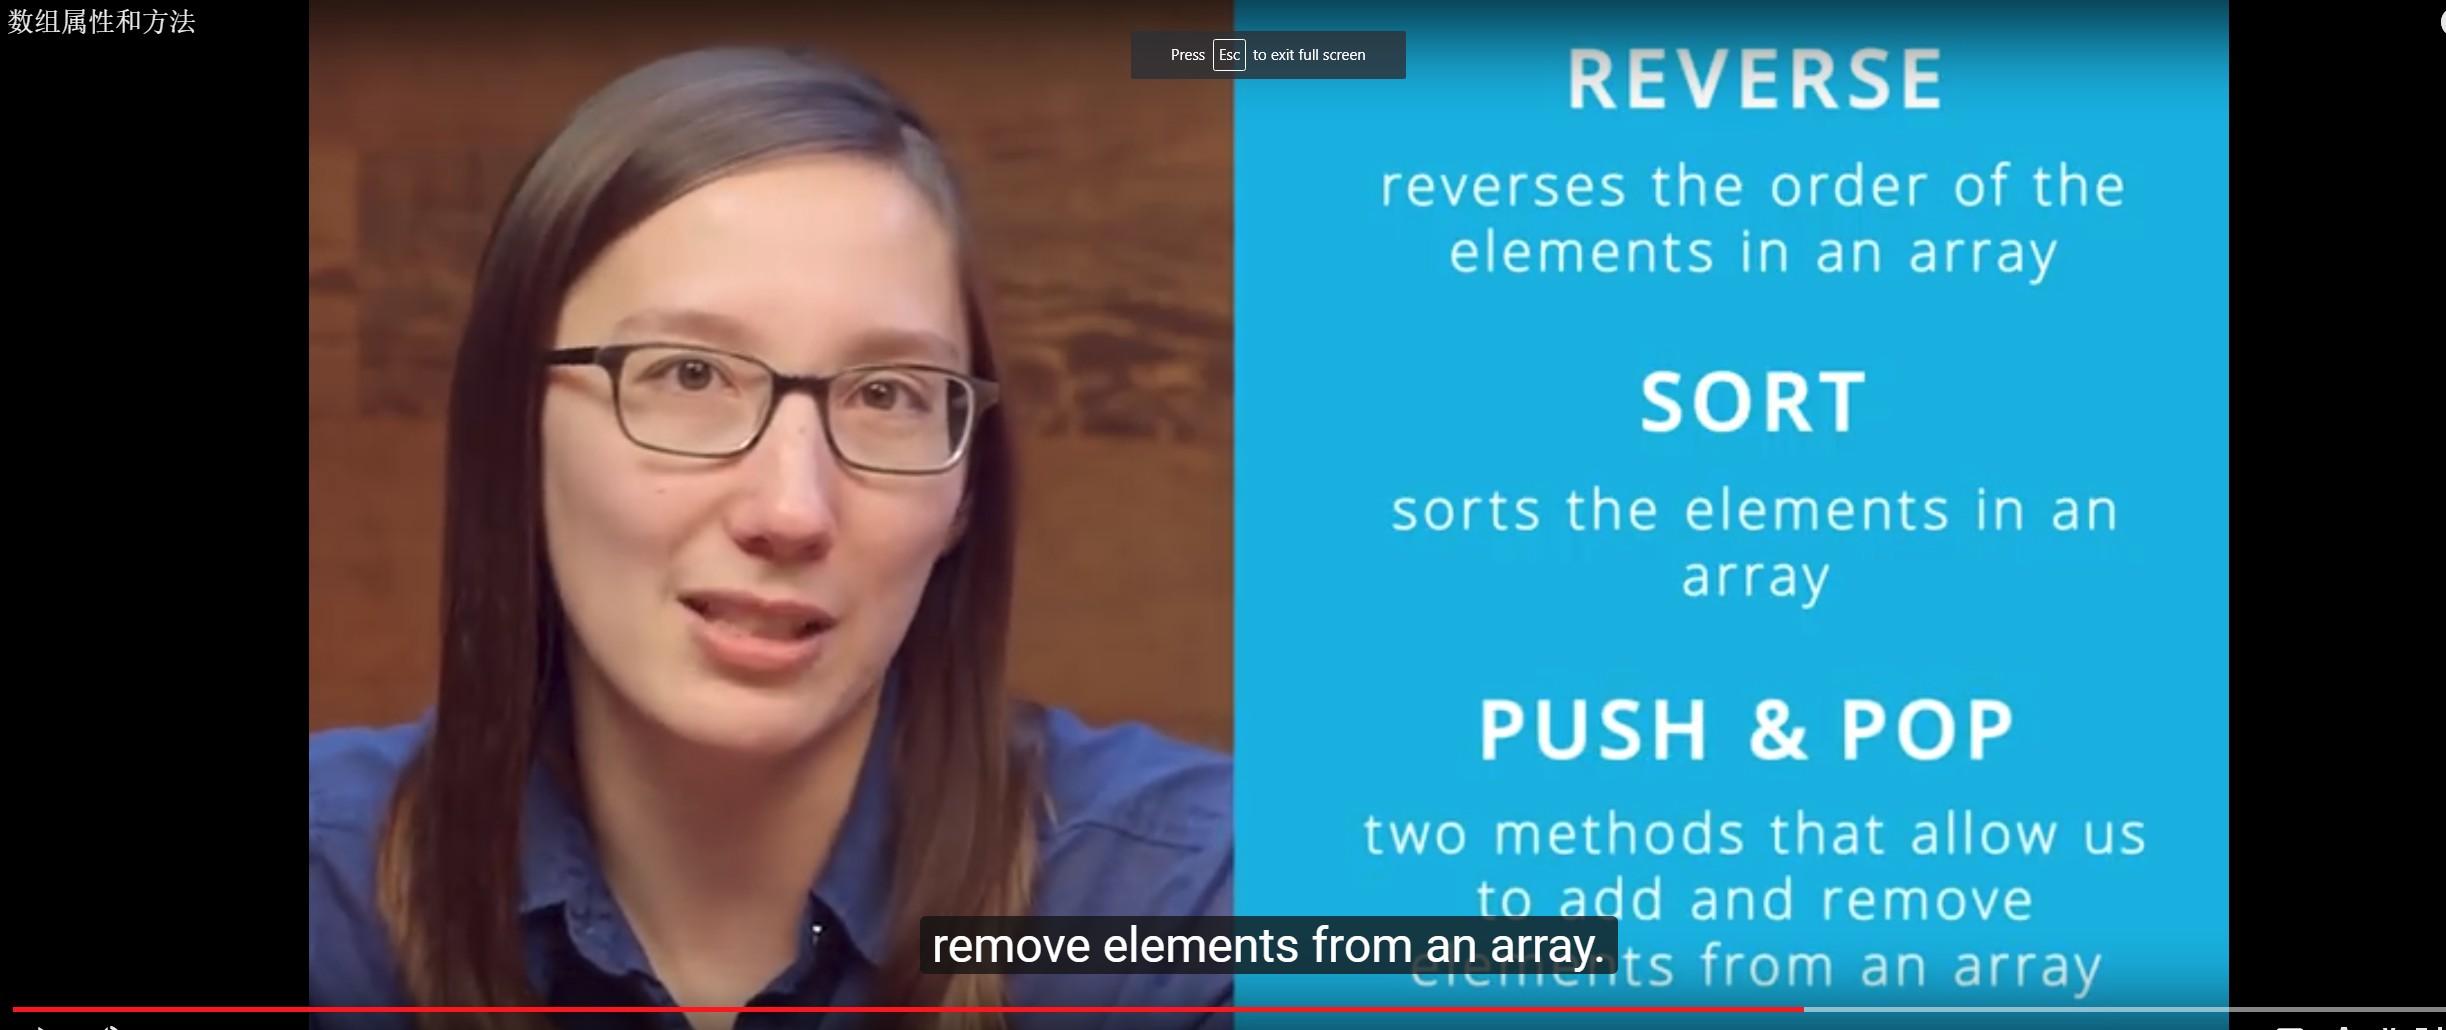 数组属性和方法
Press Esc to exit full screen
REVERSE
reverses the order of the
elements in an array
SORT
sorts the elements in an
array
PUSH & POP
two methods that allow us
to add and remove
elements from an array
remove elements from an array.